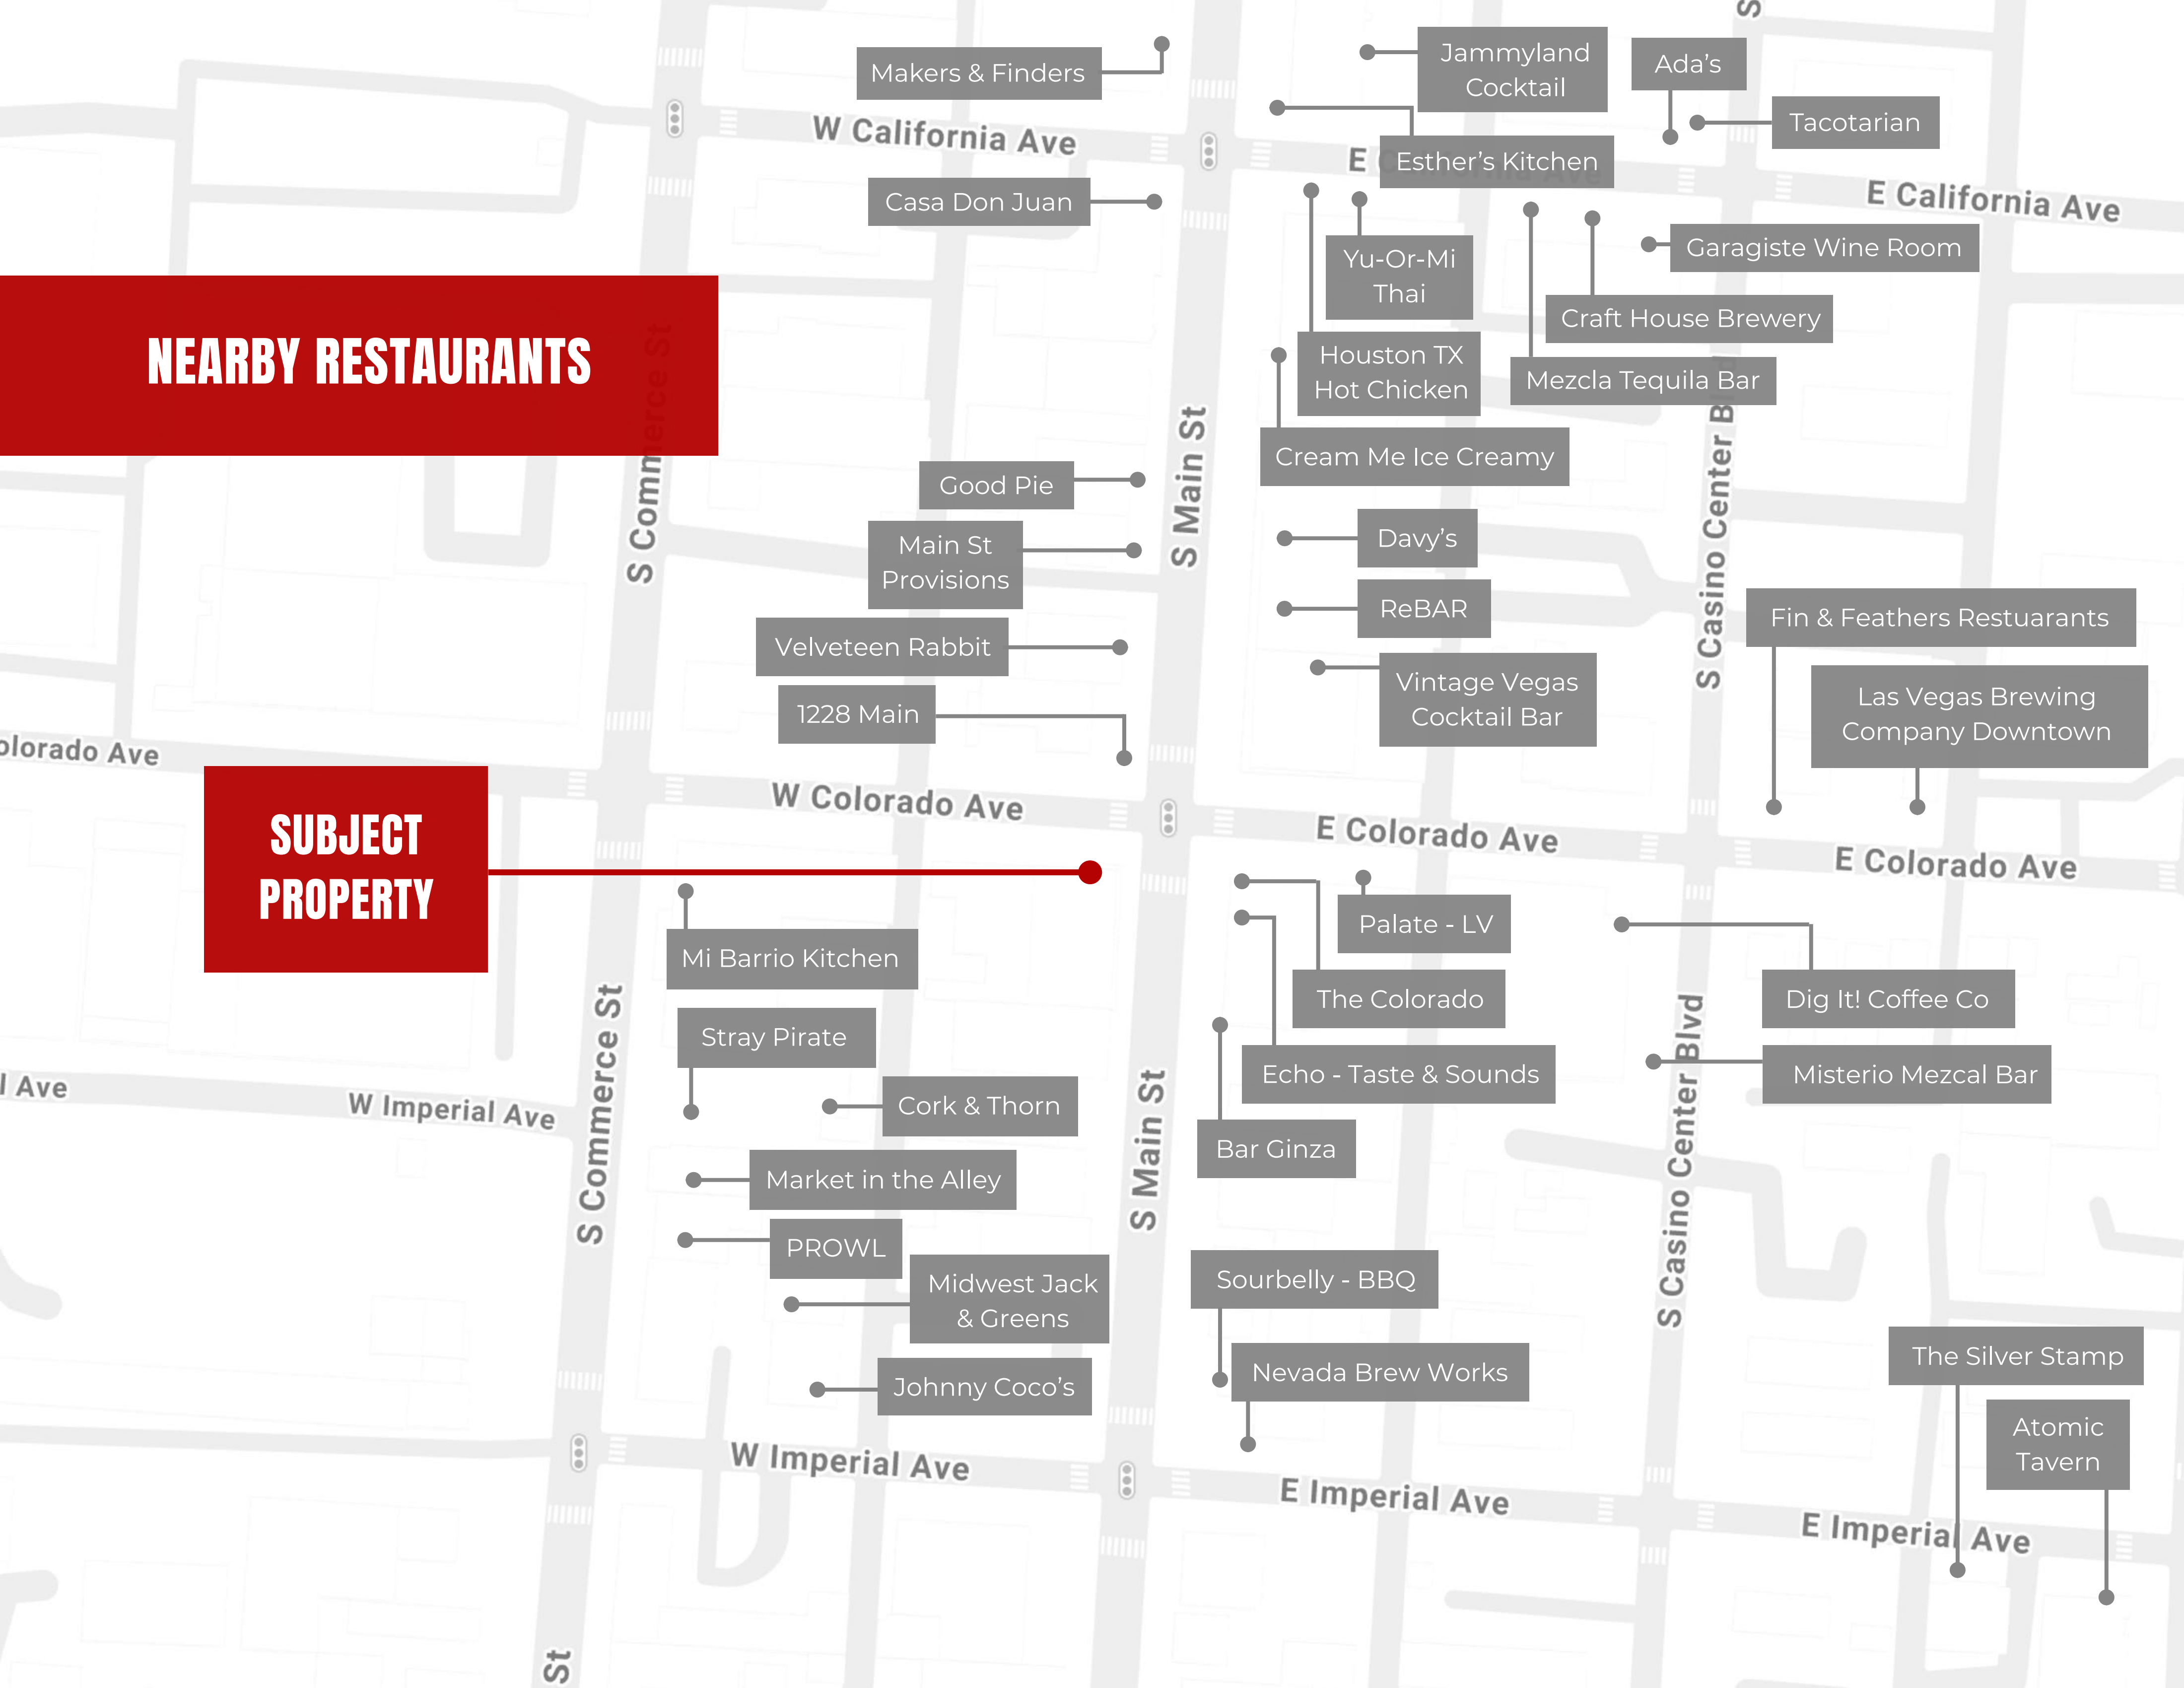 S
Makers & Finders
Jammyland
Cocktail
Ada's
Tacotarian
W California Ave
E
Esther's Kitchen
E California Ave
Casa Don Juan
Yu-Or-Mi
Thai
Garagiste Wine Room
Craft House Brewery
NEARBY RESTAURANTS
Houston TX
Hot Chicken
Mezcla Tequila Bar
Cream Me Ice Creamy
S Commerce St
S Main St
S Casino Center Bl
Good Pie
Main St
Provisions
Davy's
ReBAR
Velveteen Rabbit
Fin & Feathers Restuarants
1228 Main
Vintage Vegas
Cocktail Bar
Las Vegas Brewing
Company Downtown
olorado Ave
W Colorado Ave
E Colorado Ave
E Colorado Ave
SUBJECT
PROPERTY
Mi Barrio Kitchen
Palate - LV
The Colorado
Dig It! Coffee Co
Stray Pirate
Echo - Taste & Sounds
Misterio Mezcal Bar
l Ave
W Imperial Ave
S Commerce St
Cork & Thorn
S Main St
Bar Ginza
S Casino Center Blvd
Market in the Alley
PROWL
Midwest Jack
& Greens
Sourbelly - BBQ
Johnny Coco's
Nevada Brew Works
The Silver Stamp
Atomic
Tavern
W Imperial Ave
E Imperial Ave
E Imperial Ave
St